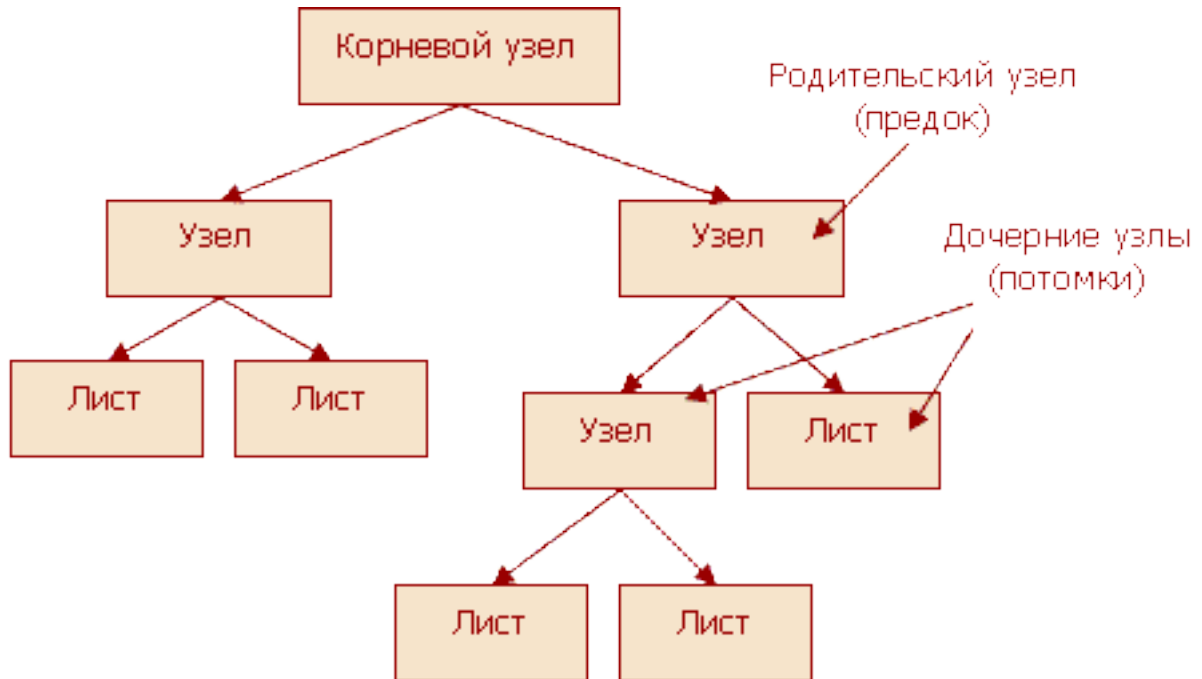 Корневой узел
Родительский узел
(предок)
Узел
Узел
Дочерние узлы
(потомки)
Лист
Лист
Узел
Лист
Лист
Лист